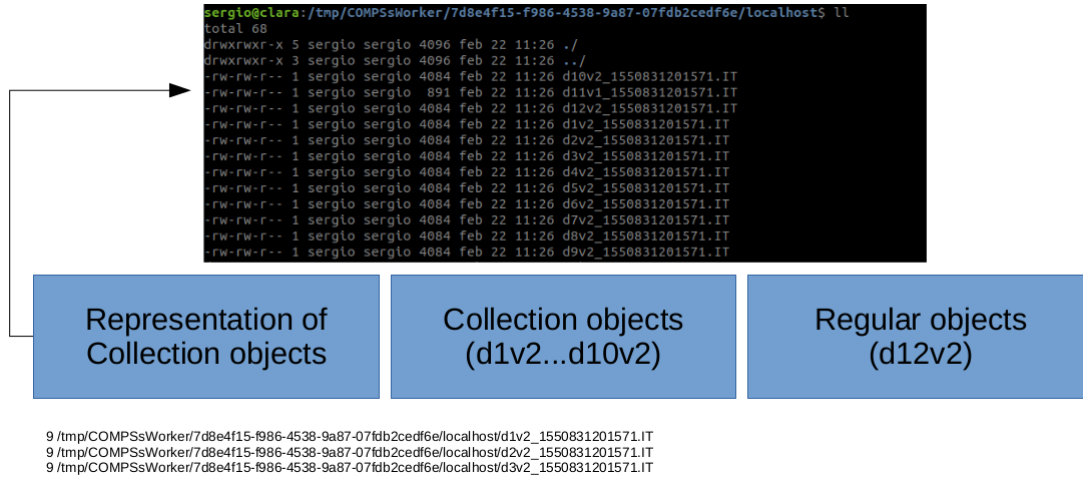 sergio@clara:/tmp/COMPSsWorker/7d8e4f15-f986-4538-9a87-07fdb2cedf6e/localhost$ ll
total 68
drwxrwxr-x 5 sergio sergio 4096 feb 22 11:26 ./
drwxrwxr-x 3 sergio sergio 4096 feb 22 11:26 ../
-rw-rw-r-- 1 sergio sergio 4084 feb 22 11:26 d10v2_1550831201571.IT
-rw-rw-r-- 1 sergio sergio  891 feb 22 11:26 d11v1_1550831201571.IT
-rw-rw-r-- 1 sergio sergio 4084 feb 22 11:26 d12v2_1550831201571.IT
-rw-rw-r-- 1 sergio sergio 4084 feb 22 11:26 d1v2_1550831201571.IT
-rw-rw-r-- 1 sergio sergio 4084 feb 22 11:26 d2v2_1550831201571.IT
-rw-rw-r-- 1 sergio sergio 4084 feb 22 11:26 d3v2_1550831201571.IT
-rw-rw-r-- 1 sergio sergio 4084 feb 22 11:26 d4v2_1550831201571.IT
-rw-rw-r-- 1 sergio sergio 4084 feb 22 11:26 d5v2_1550831201571.IT
-rw-rw-r-- 1 sergio sergio 4084 feb 22 11:26 d6v2_1550831201571.IT
-rw-rw-r-- 1 sergio sergio 4084 feb 22 11:26 d7v2_1550831201571.IT
-rw-rw-r-- 1 sergio sergio 4084 feb 22 11:26 d8v2_1550831201571.IT
-rw-rw-r-- 1 sergio sergio 4084 feb 22 11:26 d9v2_1550831201571.IT
Representation of
Collection objects
Collection objects
(d1v2...d10v2)
Regular objects
(d12v2)
9 /tmp/COMPSsWorker/7d8e4f15-f986-4538-9a87-07fdb2cedf6e/localhost/d1v2_1550831201571.IT
9 /tmp/COMPSsWorker/7d8e4f15-f986-4538-9a87-07fdb2cedf6e/localhost/d2v2_1550831201571.IT
9 /tmp/COMPSsWorker/7d8e4f15-f986-4538-9a87-07fdb2cedf6e/localhost/d3v2_1550831201571.IT